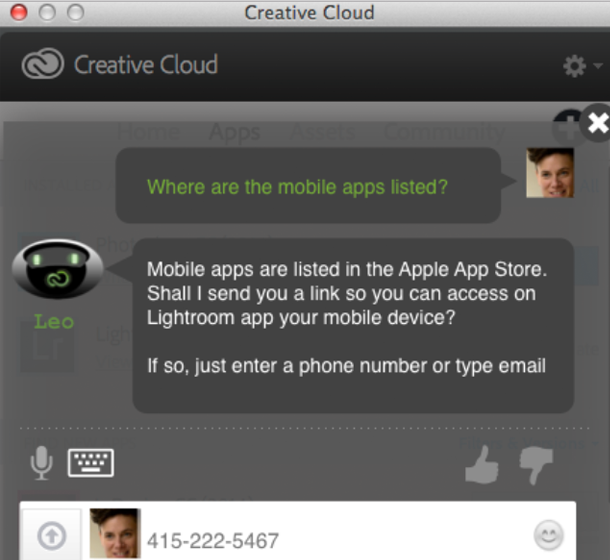 Creative Cloud
Creative Cloud
Home Apps Assets Community
Where are the mobile apps listed?
Mobile apps are listed in the Apple App Store.
Shall I send you a link so you can access on
Lightroom app your mobile device?
If so, just enter a phone number or type email
Leo
415-222-5467